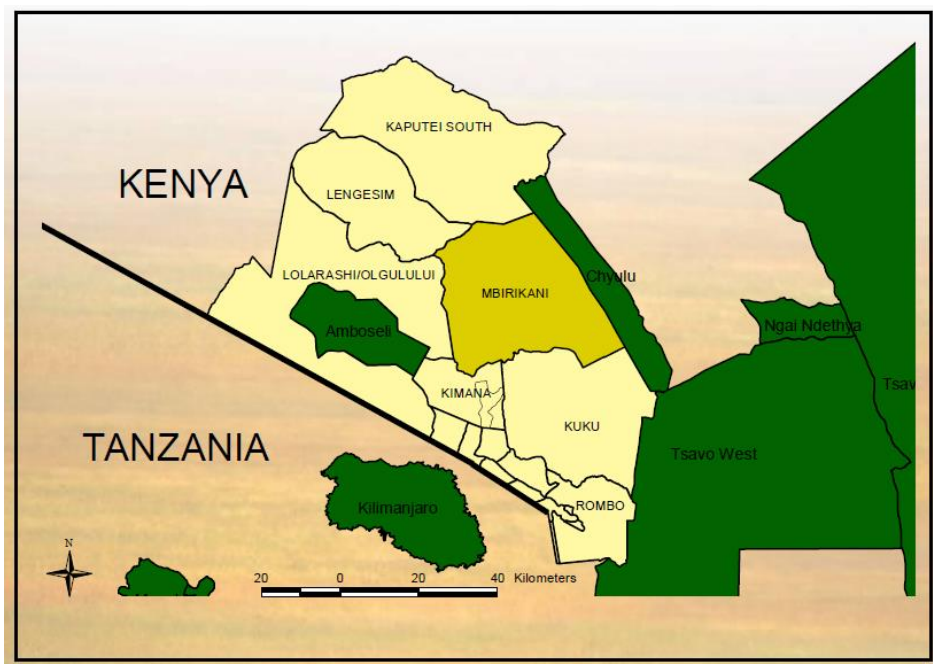 KAPUTEI SOUTH
KENYA
LENGESIM
LOLARASHI/OLGULULUI
Chyulu
MBIRIKANI
Amboseli
Ngai Ndethya
KIMANA
Tsav
KUKU
TANZANIA
Tsavo West
Kilimanjaro
ROMBO
N
20 0 20 40 Kilometers